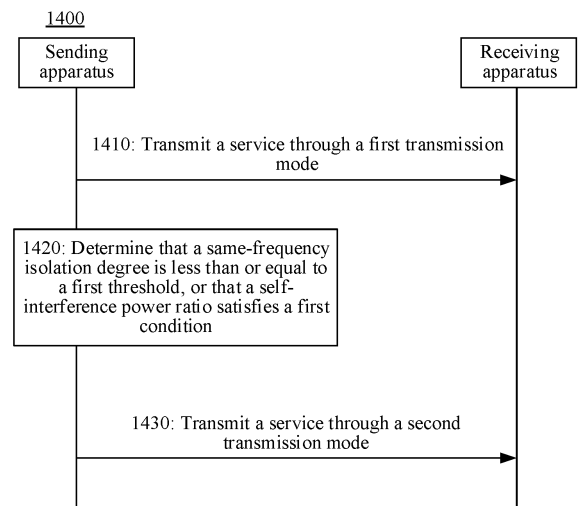 1400
Sending
apparatus
Receiving
apparatus
1410: Transmit a service through a first transmission
mode
1420: Determine that a same-frequency
isolation degree is less than or equal to
a first threshold, or that a self-
interference power ratio satisfies a first
condition
1430: Transmit a service through a second
transmission mode